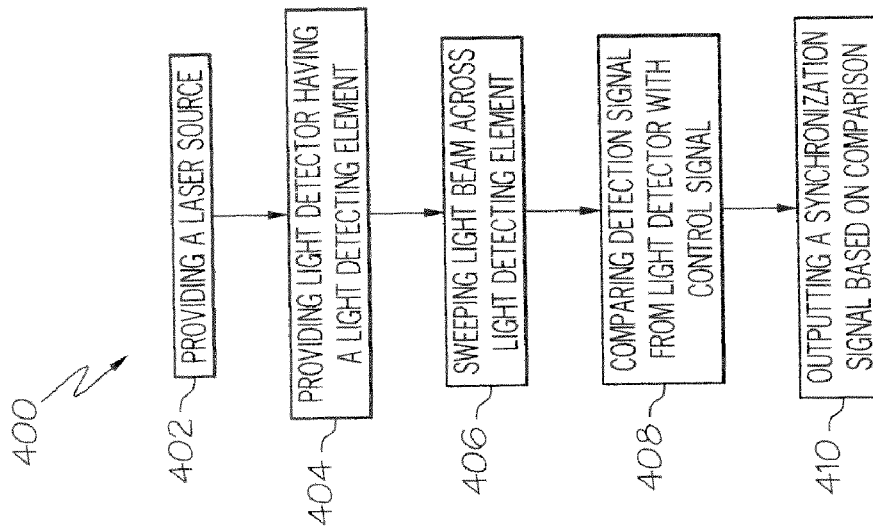 400
402
PROVIDING A LASER SOURCE
404
PROVIDING LIGHT DETECTOR HAVING
A LIGHT DETECTING ELEMENT
406
SWEEPING LIGHT BEAM ACROSS
LIGHT DETECTING ELEMENT
408
COMPARING DETECTION SIGNAL
FROM LIGHT DETECTOR WITH
CONTROL SIGNAL
410
OUTPUTTING A SYNCHRONIZATION
SIGNAL BASED ON COMPARISON